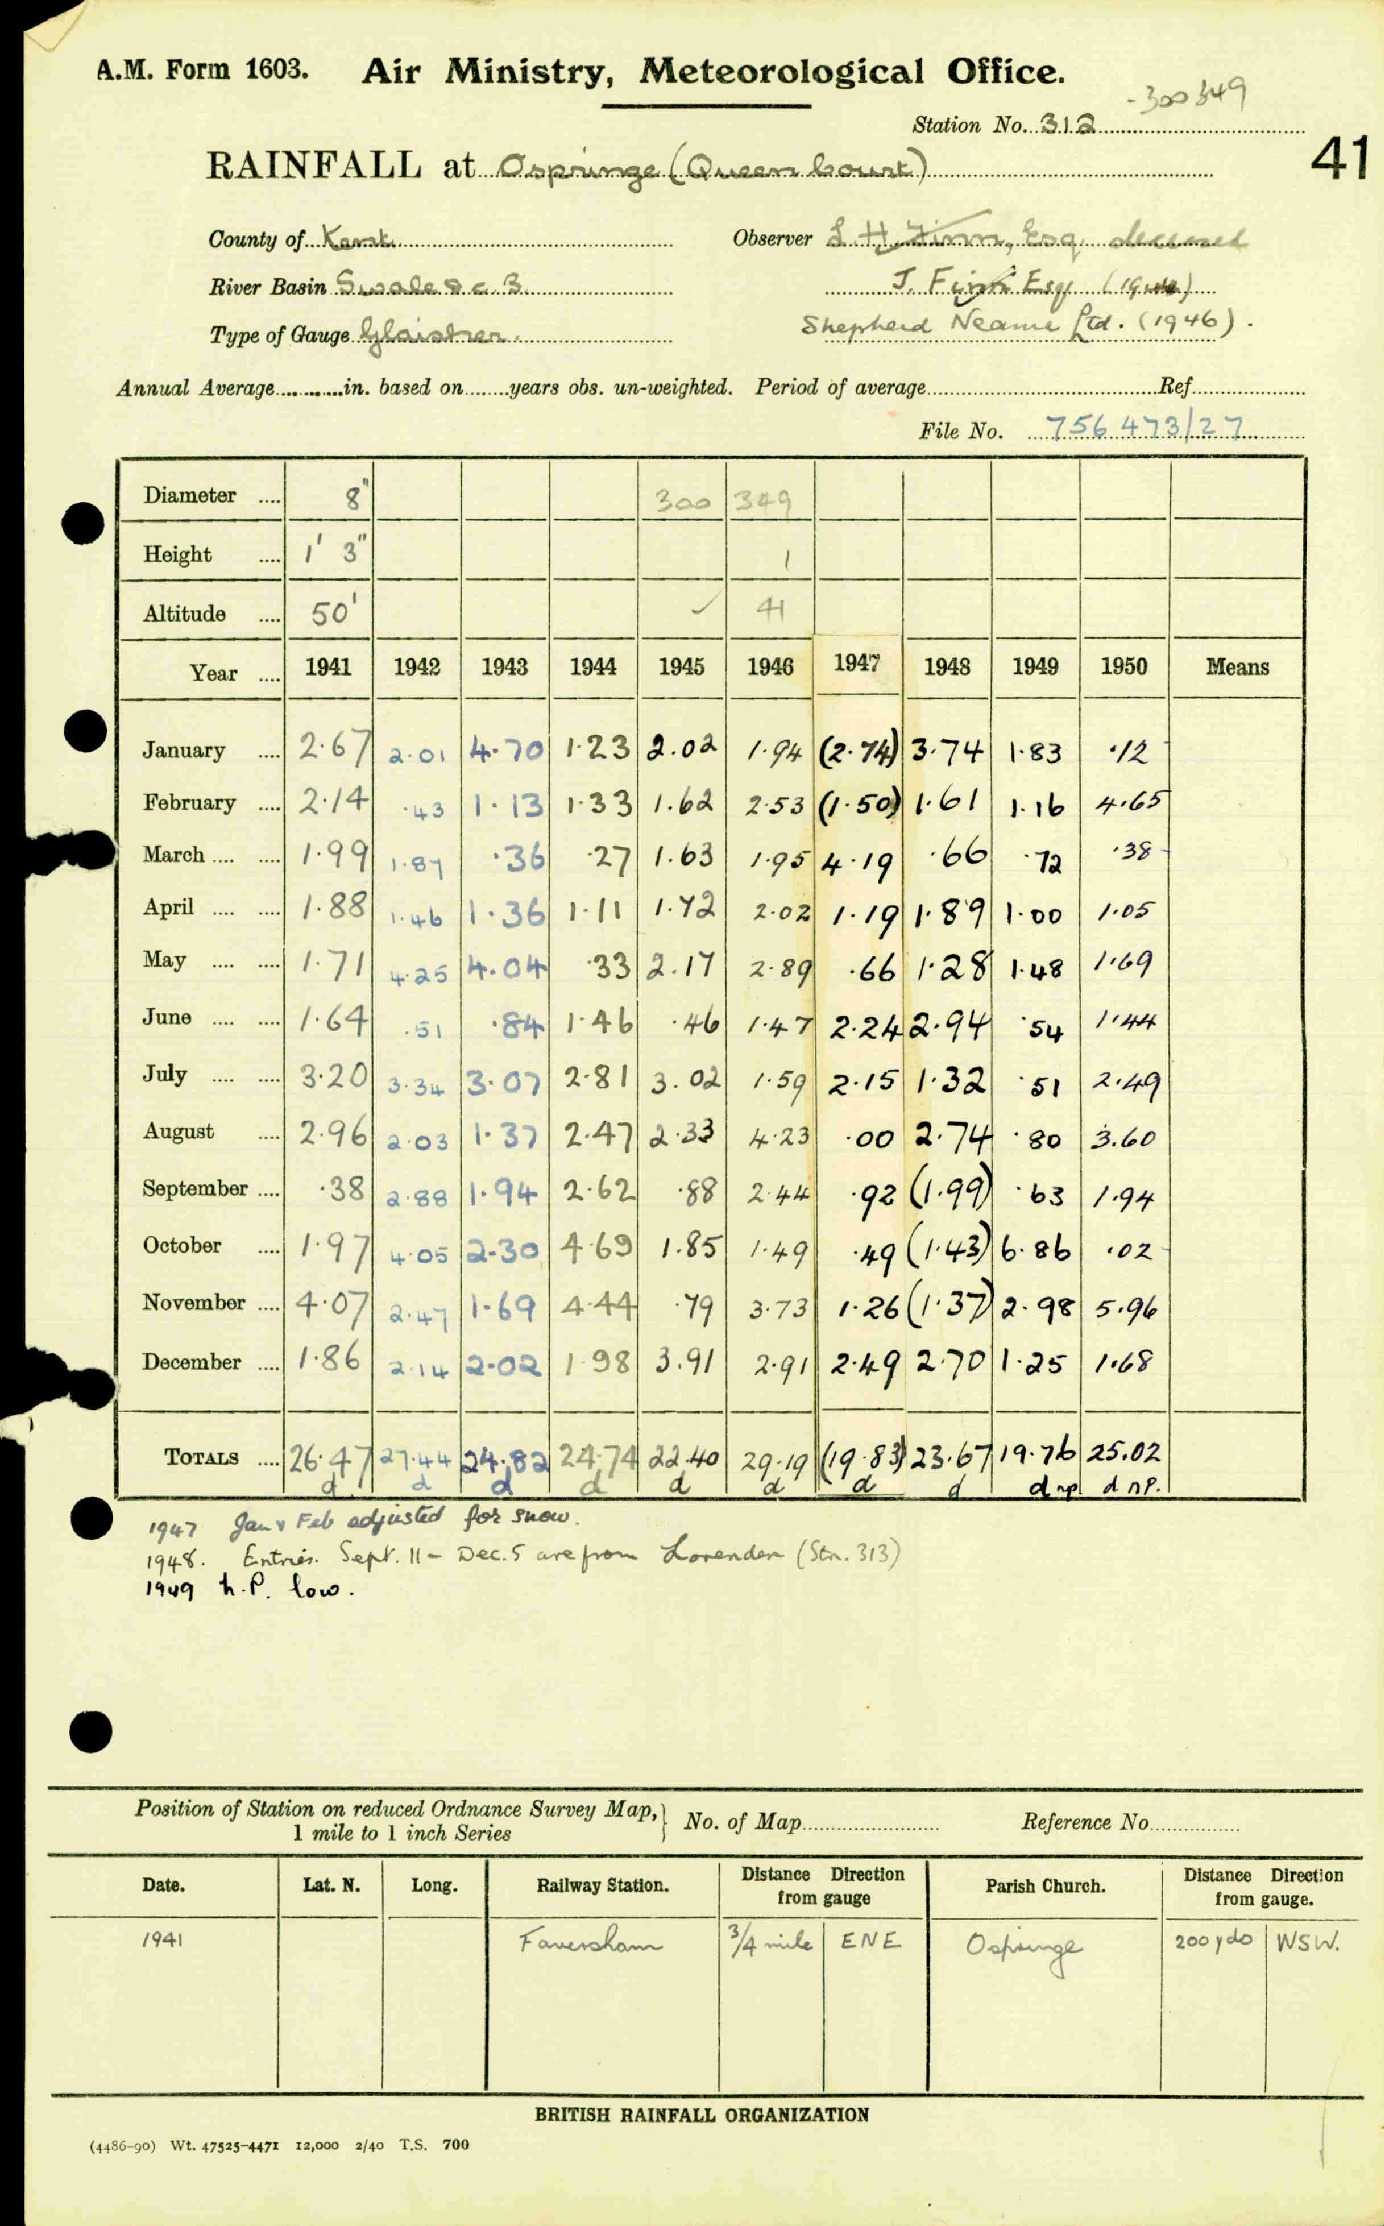 A.M. Form 1603. Air Ministry, Meteorological Office.
-300349
Station No. 312
41
RAINFALL at Ospringe (Queen Court)
County of Kent Observer L H Finn, Esq. deceased
River Basin Swale &c B. J. Finn Esq (1944)
Type of Gauge Glaisher. Shepherd Neame Ltd. (1946).
Annual Average in. based on years obs. un-weighted. Period of average Ref
File No. 756473/27
Diameter .... 8" 300 349
Height .... 1' 3" 1
Altitude .... 50' ✓ 41
Year .... 1941 1942 1943 1944 1945 1946 1947 1948 1949 1950 Means
January .... 2.67 2.01 4.70 1.23 2.02 1.94 (2.74) 3.74 1.83 .12
February .... 2.14 .43 1.13 1.33 1.62 2.53 (1.50) 1.61 1.16 4.65
March .... .... 1.99 1.87 .36 .27 1.63 1.95 4.19 .66 .72 .38
April .... .... 1.88 1.46 1.36 1.11 1.72 2.02 1.19 1.89 1.00 1.05
May .... .... 1.71 4.25 4.04 .33 2.17 2.89 .66 1.28 1.48 1.69
June .... .... 1.64 .51 .84 1.46 .46 1.47 2.24 2.94 .54 1.44
July .... .... 3.20 3.34 3.07 2.81 3.02 1.59 2.15 1.32 .51 2.49
August .... 2.96 2.03 1.37 2.47 2.33 4.23 .00 2.74 .80 3.60
September .... .38 2.88 1.94 2.62 .88 2.44 .92 (1.99) .63 1.94
October .... 1.97 4.05 2.30 4.69 1.85 1.49 .49 (1.43) 6.86 .02
November .... 4.07 2.47 1.69 4.44 .79 3.73 1.26 (1.37) 2.98 5.96
December .... 1.86 2.14 2.02 1.98 3.91 2.91 2.49 2.70 1.25 1.68
TOTALS .... 26.47 27.44 24.82 24.74 22.40 29.19 (19.83) 23.67 19.76 25.02
d d d d d d d d d np. d nP.
1947 Jan & Feb adjusted for snow.
1948. Entries. Sept. 11 - Dec. 5 are from Lorenden (Stn. 313)
1949 n.P. low.
Position of Station on reduced Ordnance Survey Map, } No. of Map Reference No
1 mile to 1 inch Series
Date. Lat. N. Long. Railway Station. Distance Direction from gauge Parish Church. Distance Direction from gauge.
1941 Faversham 3/4 mile ENE Ospringe 200 yds WSW.
BRITISH RAINFALL ORGANIZATION
(4486-90) Wt. 47525-4471 12,000 2/40 T.S. 700